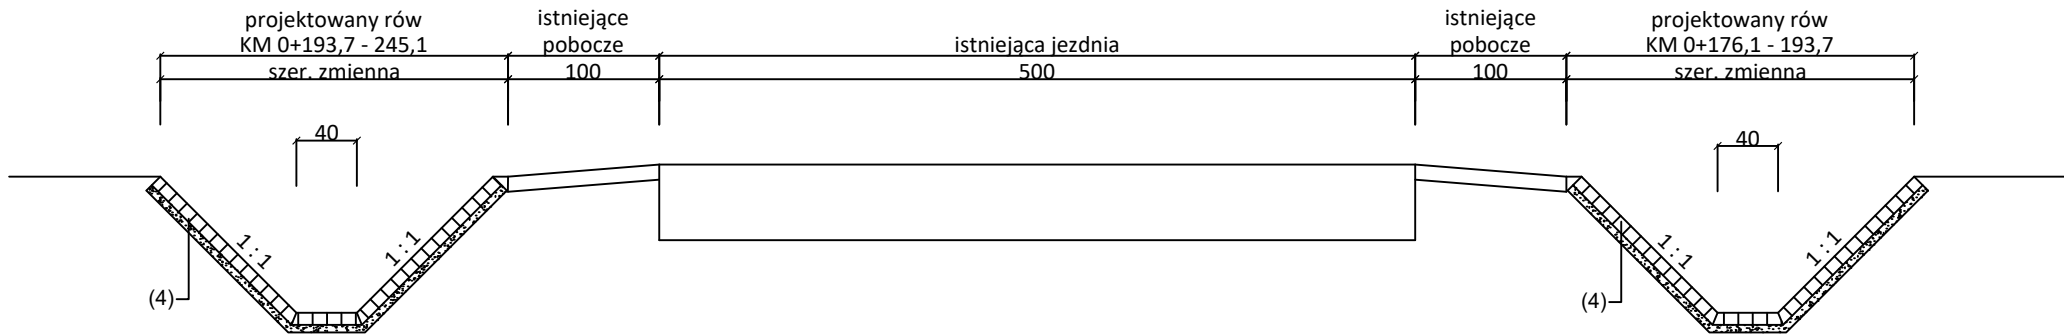 projektowany rów
KM 0+193,7 - 245,1
szer. zmienna
istniejące
pobocze
100
istniejąca jezdnia
500
istniejące
pobocze
100
projektowany rów
KM 0+176,1 - 193,7
szer. zmienna
40
40
1 : 1
1 : 1
1 : 1
1 : 1
(4)
(4)